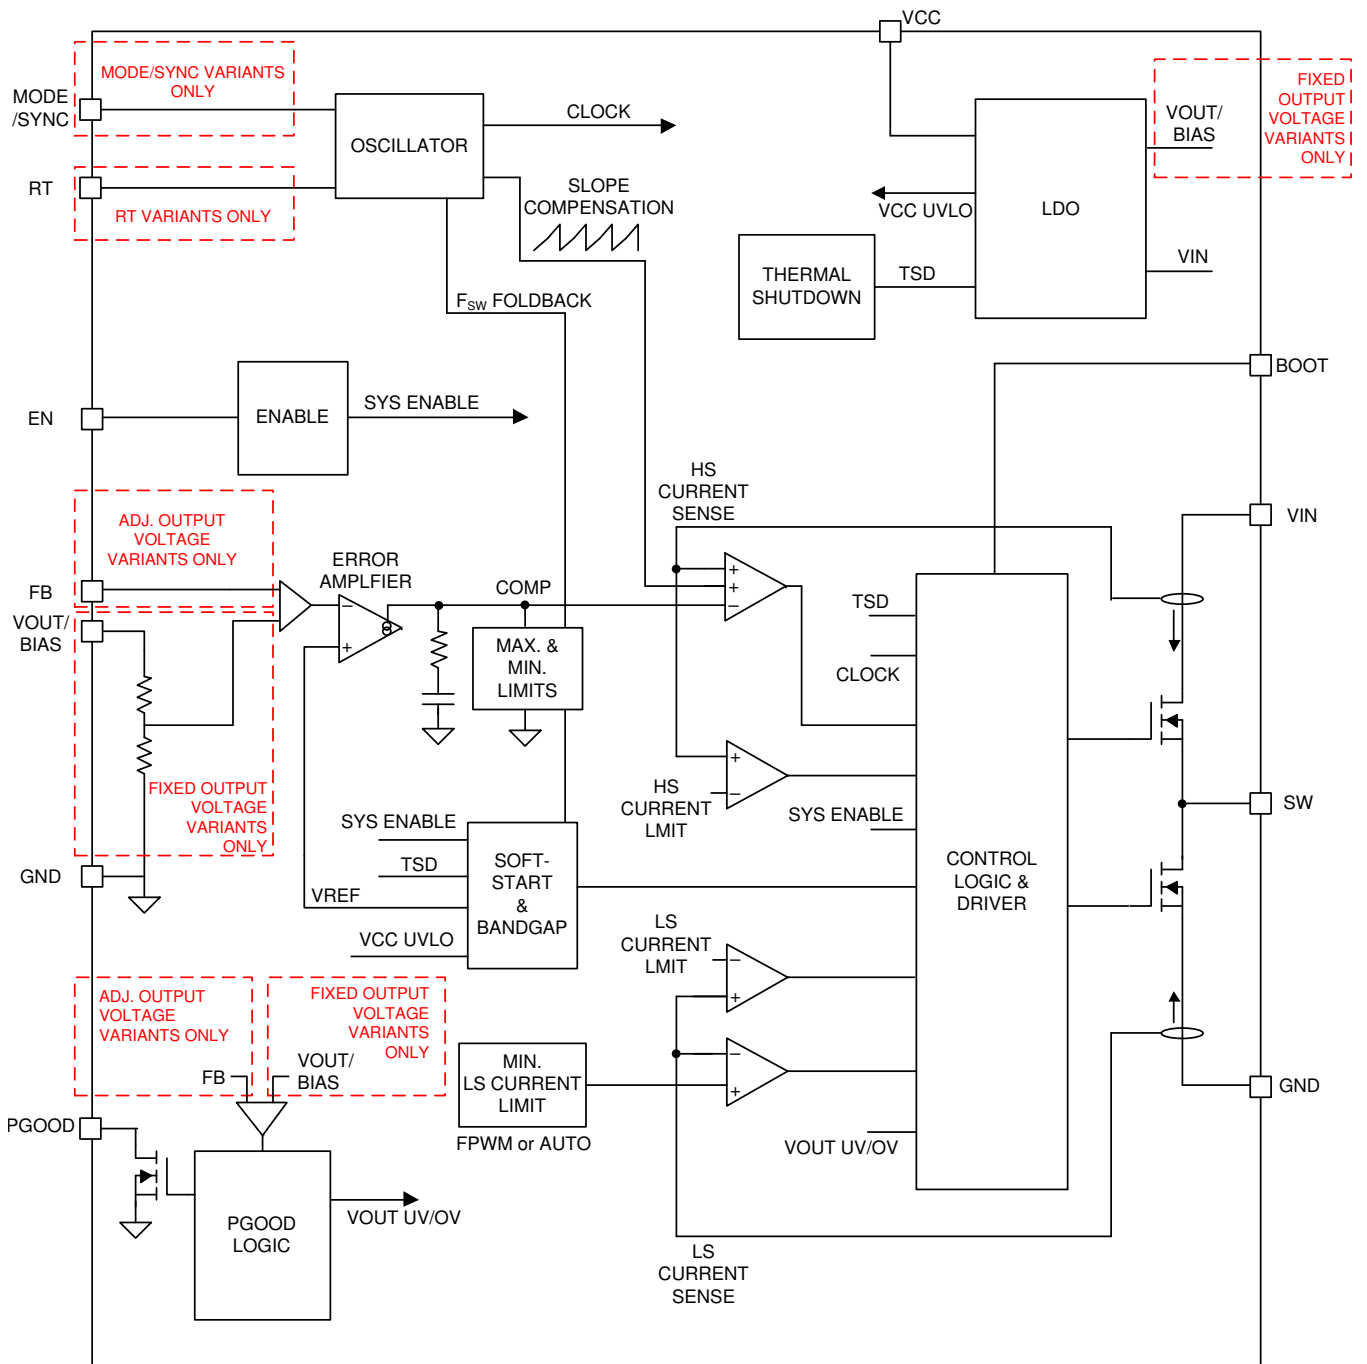 VCC
MODE/SYNC VARIANTS
ONLY
MODE
/SYNC
OSCILLATOR
CLOCK
FIXED
OUTPUT
VOLTAGE
VARIANTS
ONLY
VOUT/
BIAS
RT
RT VARIANTS ONLY
SLOPE
COMPENSATION
VCC UVLO
LDO
THERMAL
SHUTDOWN
TSD
VIN
FSW FOLDBACK
BOOT
EN
ENABLE
SYS ENABLE
HS
CURRENT
SENSE
VIN
ADJ. OUTPUT
VOLTAGE
VARIANTS ONLY
FB
ERROR
AMPLFIER
COMP
−
+
+
+
−
VOUT/
BIAS
MAX. &
MIN.
LIMITS
TSD
CLOCK
FIXED OUTPUT
VOLTAGE
VARIANTS
ONLY
+
−
HS
CURRENT
LMIT
SYS ENABLE
SW
SYS ENABLE
TSD
VREF
VCC UVLO
SOFT-
START
&
BANDGAP
CONTROL
LOGIC &
DRIVER
GND
LS
CURRENT
LMIT
−
+
ADJ. OUTPUT
VOLTAGE
VARIANTS ONLY
FIXED OUTPUT
VOLTAGE
VARIANTS
ONLY
FB
VOUT/
BIAS
MIN.
LS CURRENT
LIMIT
−
+
FPWM or AUTO
GND
PGOOD
VOUT UV/OV
PGOOD
LOGIC
VOUT UV/OV
LS
CURRENT
SENSE